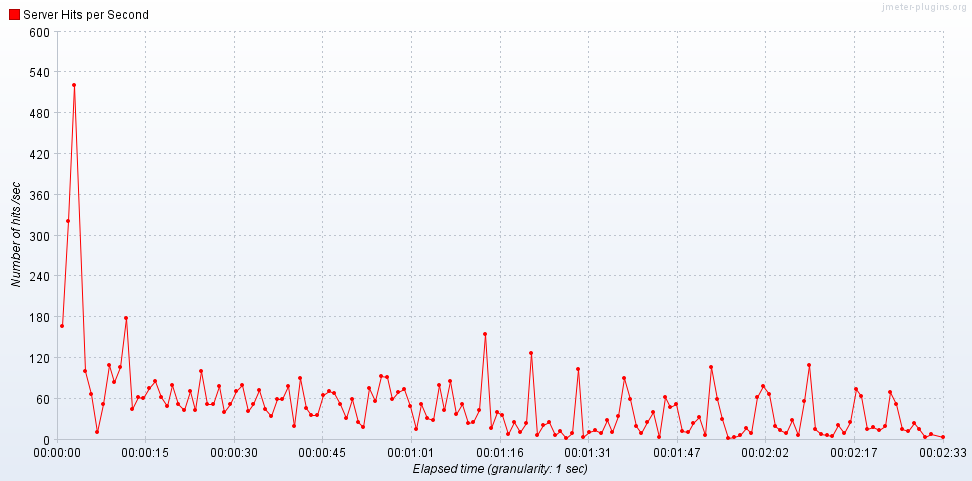 Server Hits per Second
jmeter-plugins.org
600
540
480
420
360
300
240
180
120
60
0
Number of hits /sec
00:00:00 00:00:15 00:00:30 00:00:45 00:01:01 00:01:16 00:01:31 00:01:47 00:02:02 00:02:17 00:02:33
Elapsed time (granularity: 1 sec)